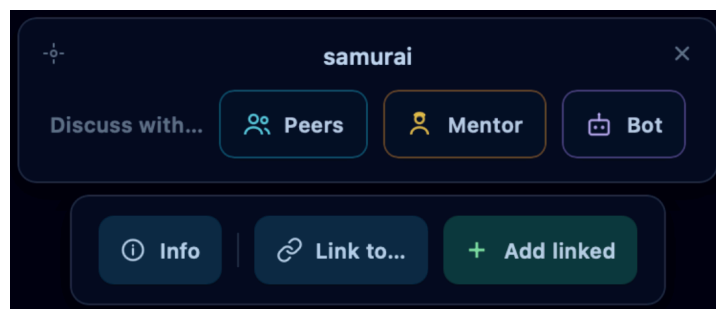 samurai
Discuss with... Peers Mentor Bot
Info Link to... Add linked